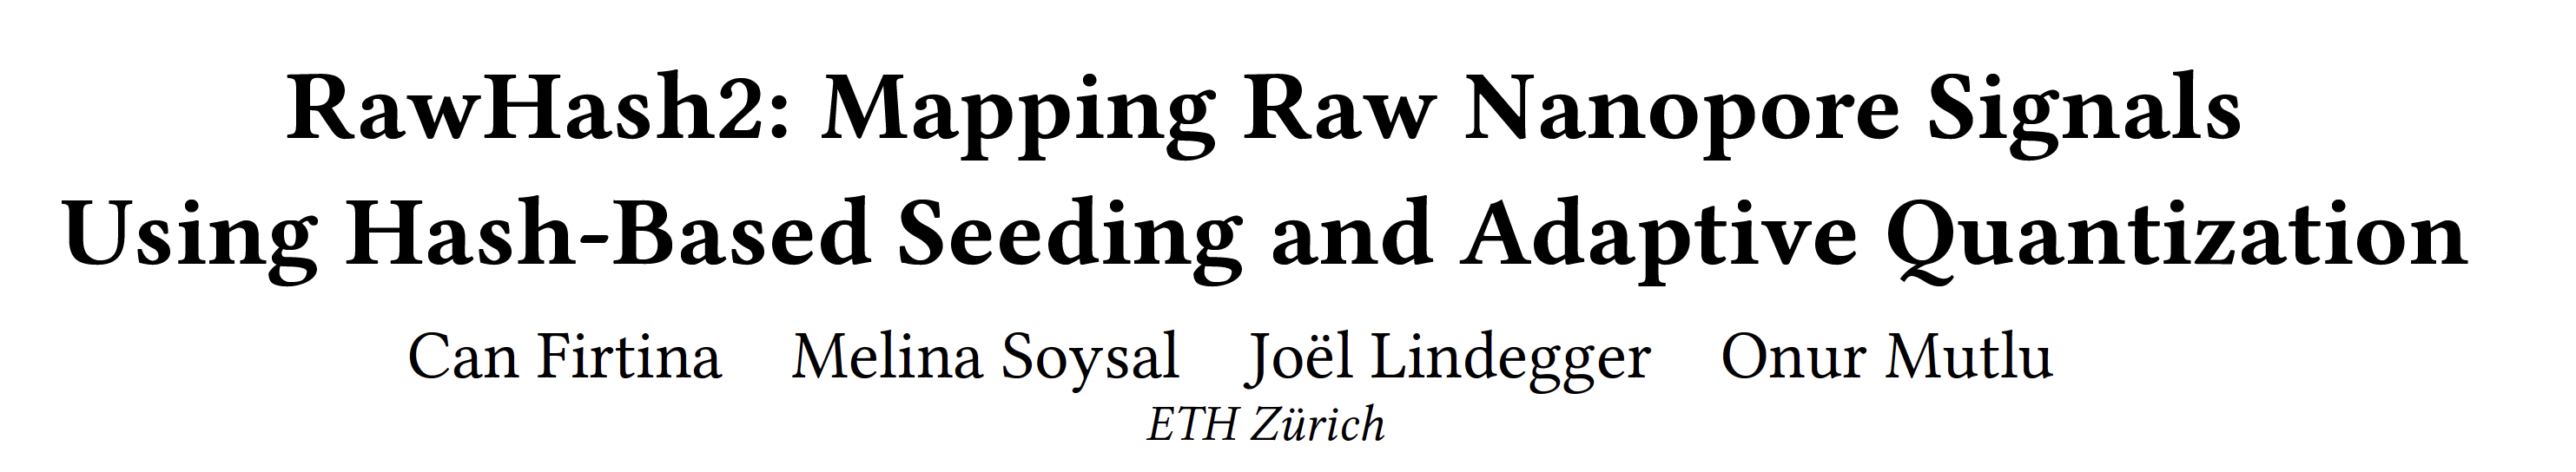 RawHash2: Mapping Raw Nanopore Signals
Using Hash-Based Seeding and Adaptive Quantization
Can Firtina Melina Soysal Joël Lindegger Onur Mutlu
ETH Zürich